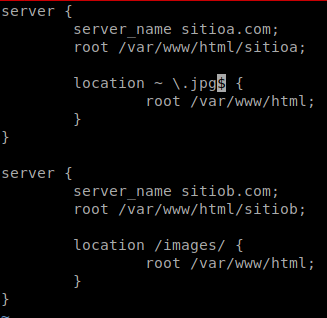 server {
        server_name sitioa.com;
        root /var/www/html/sitioa;

        location ~ \.jpg$ {
                root /var/www/html;
        }
}

server {
        server_name sitiob.com;
        root /var/www/html/sitiob;

        location /images/ {
                root /var/www/html;
        }
}
~